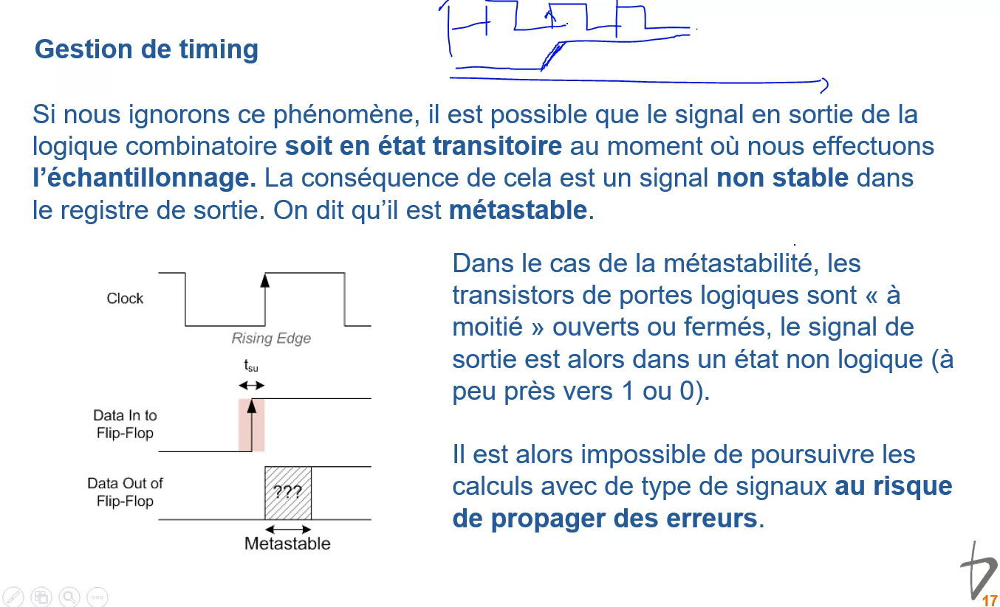 Gestion de timing
Si nous ignorons ce phénomène, il est possible que le signal en sortie de la
logique combinatoire soit en état transitoire au moment où nous effectuons
l’échantillonnage. La conséquence de cela est un signal non stable dans
le registre de sortie. On dit qu’il est métastable.
Clock
Rising Edge
tsu
Data In to
Flip-Flop
Data Out of
Flip-Flop
???
Metastable
Dans le cas de la métastabilité, les
transistors de portes logiques sont « à
moitié » ouverts ou fermés, le signal de
sortie est alors dans un état non logique (à
peu près vers 1 ou 0).
Il est alors impossible de poursuivre les
calculs avec de type de signaux au risque
de propager des erreurs.
17